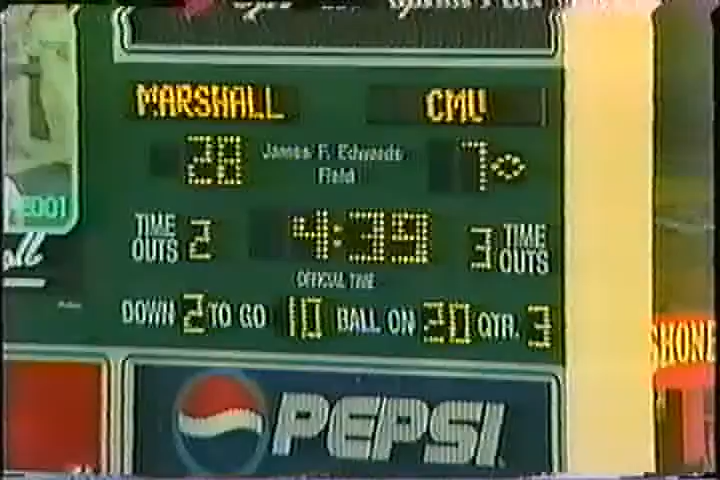 MARSHALL CMU
28 James F. Edwards Field 7
TIME OUTS 2 4:39 3 TIME OUTS
OFFICIAL TIME
DOWN 2 TO GO 10 BALL ON 20 QTR. 3
PEPSI
2001
SHONE